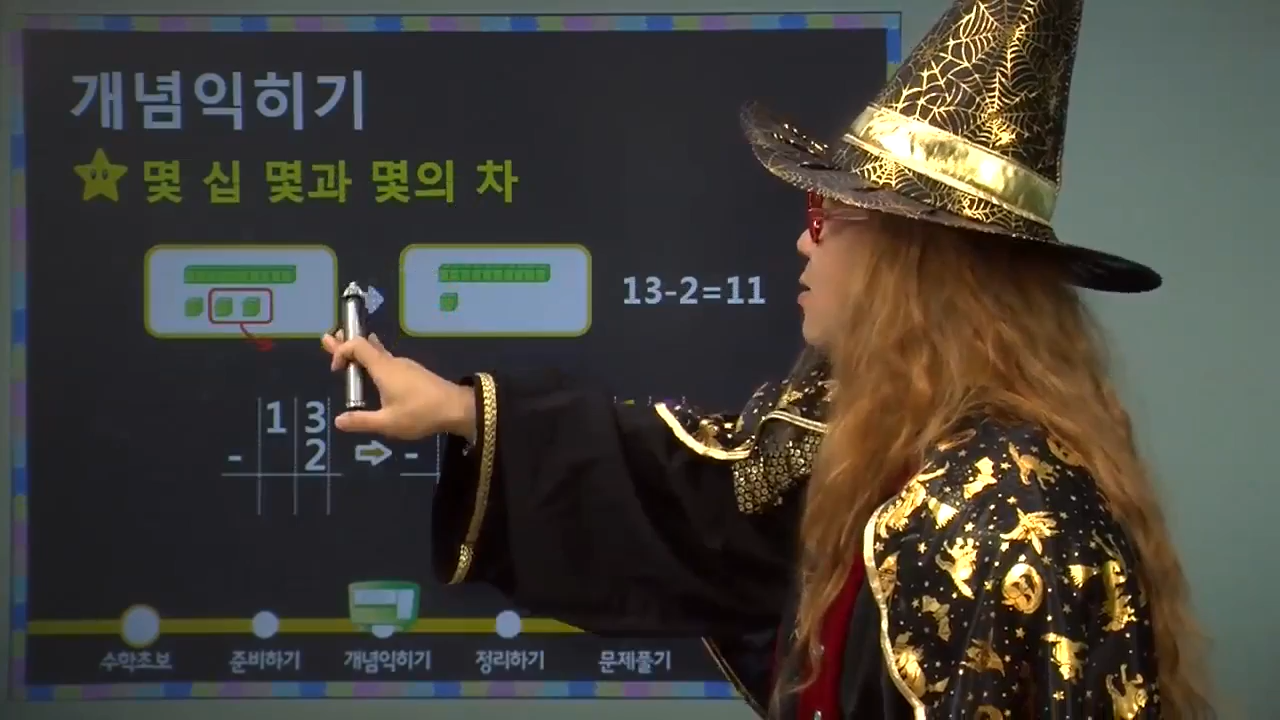 개념익히기
몇 십 몇과 몇의 차
13-2=11
1 3
- 2
-
수학초보 준비하기 개념익히기 정리하기 문제풀기